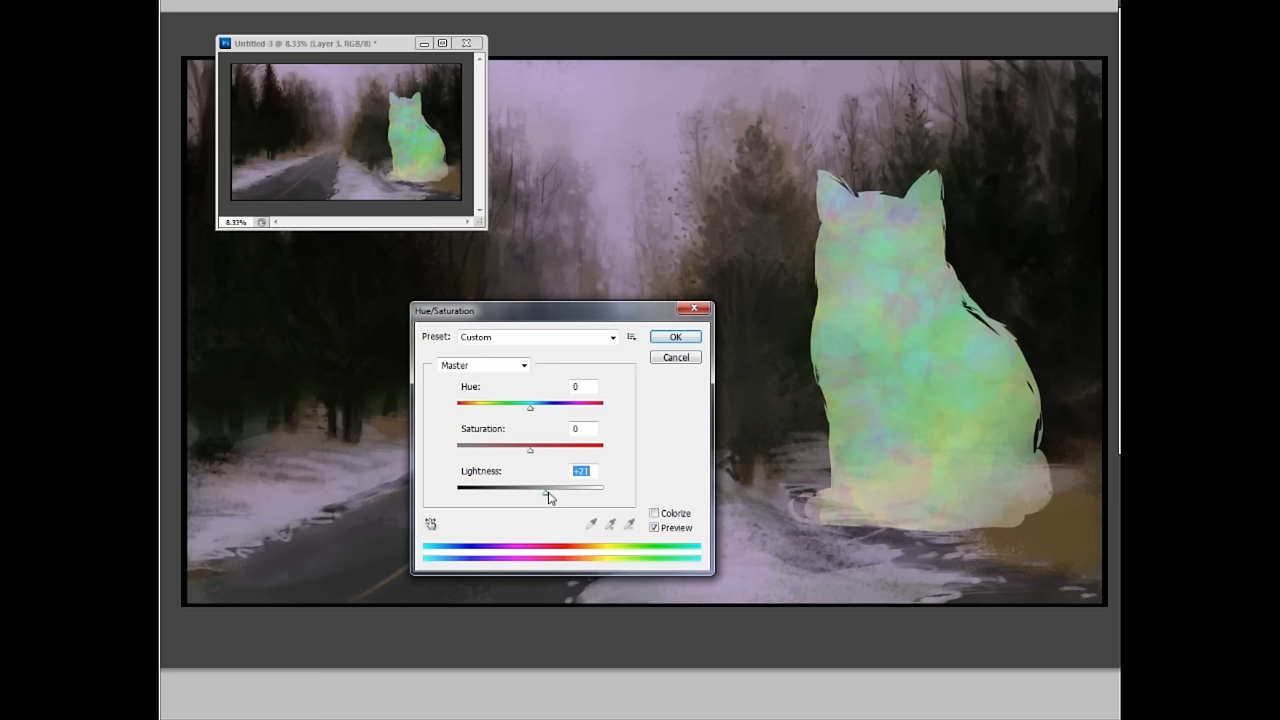 Ps Untitled-3 @ 8.33% (Layer 3, RGB/8) *
8.33%
Hue/Saturation
Preset: Custom
OK
Cancel
Master
Hue: 0
Saturation: 0
Lightness: +21
Colorize
Preview